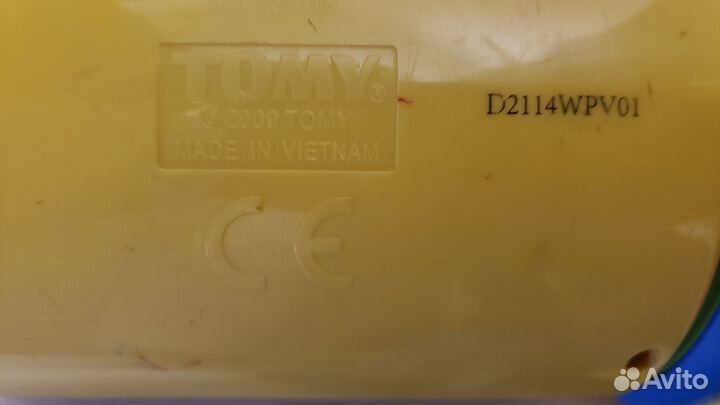 TOMY®
© 2009 TOMY
MADE IN VIETNAM
D2114WPV01
CE
Avito